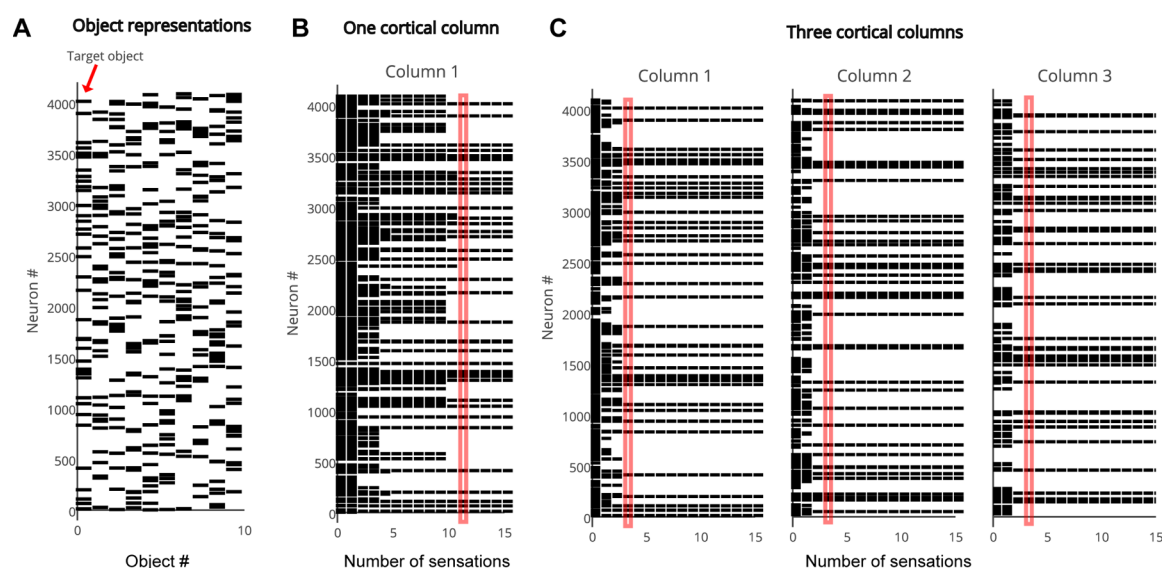 A
Object representations
Target object
Neuron #
4000
3500
3000
2500
2000
1500
1000
500
0
0
10
Object #
B
One cortical column
Column 1
Neuron #
4000
3500
3000
2500
2000
1500
1000
500
0
0
5
10
15
Number of sensations
C
Three cortical columns
Column 1
Column 2
Column 3
Neuron #
4000
3500
3000
2500
2000
1500
1000
500
0
0
5
10
15
0
5
10
15
0
5
10
15
Number of sensations